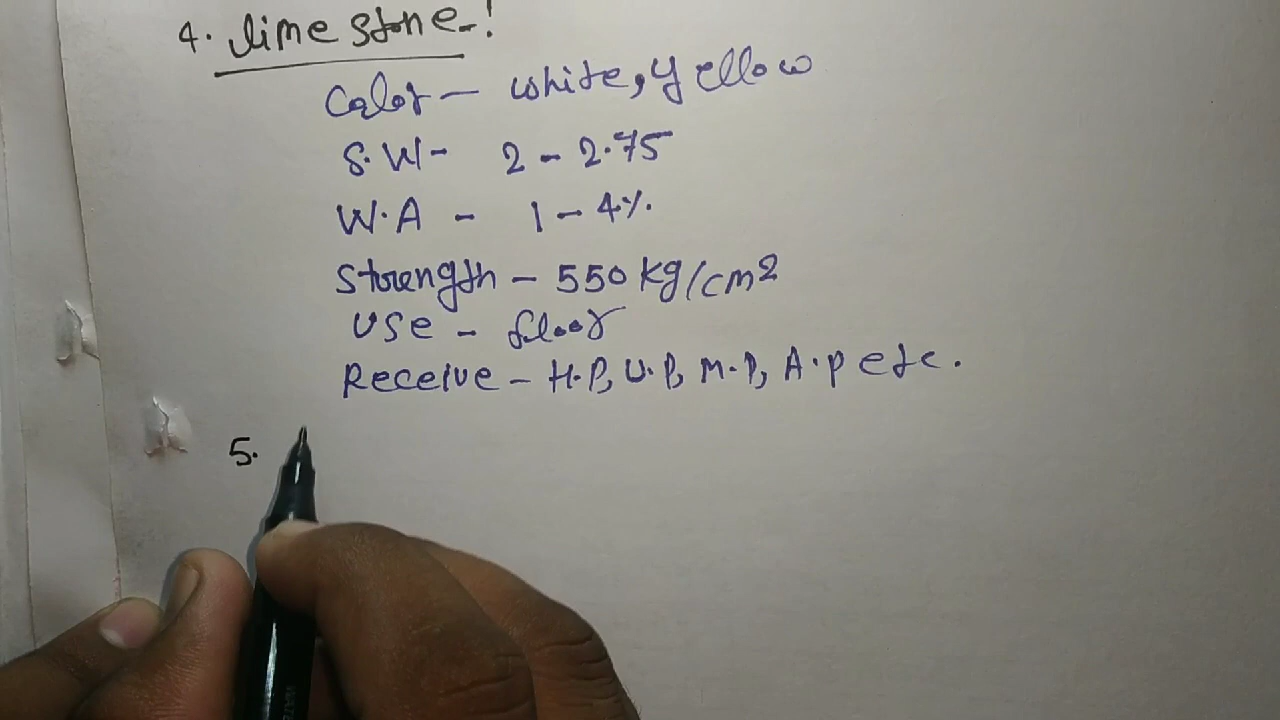 4. Lime stone-!
Color - white, yellow
S.W - 2 - 2.75
W.A - 1 - 4%.
Strength - 550 kg/cm2
Use - floor
Receive - H.P, U.P, M.P, A.p etc.
5.